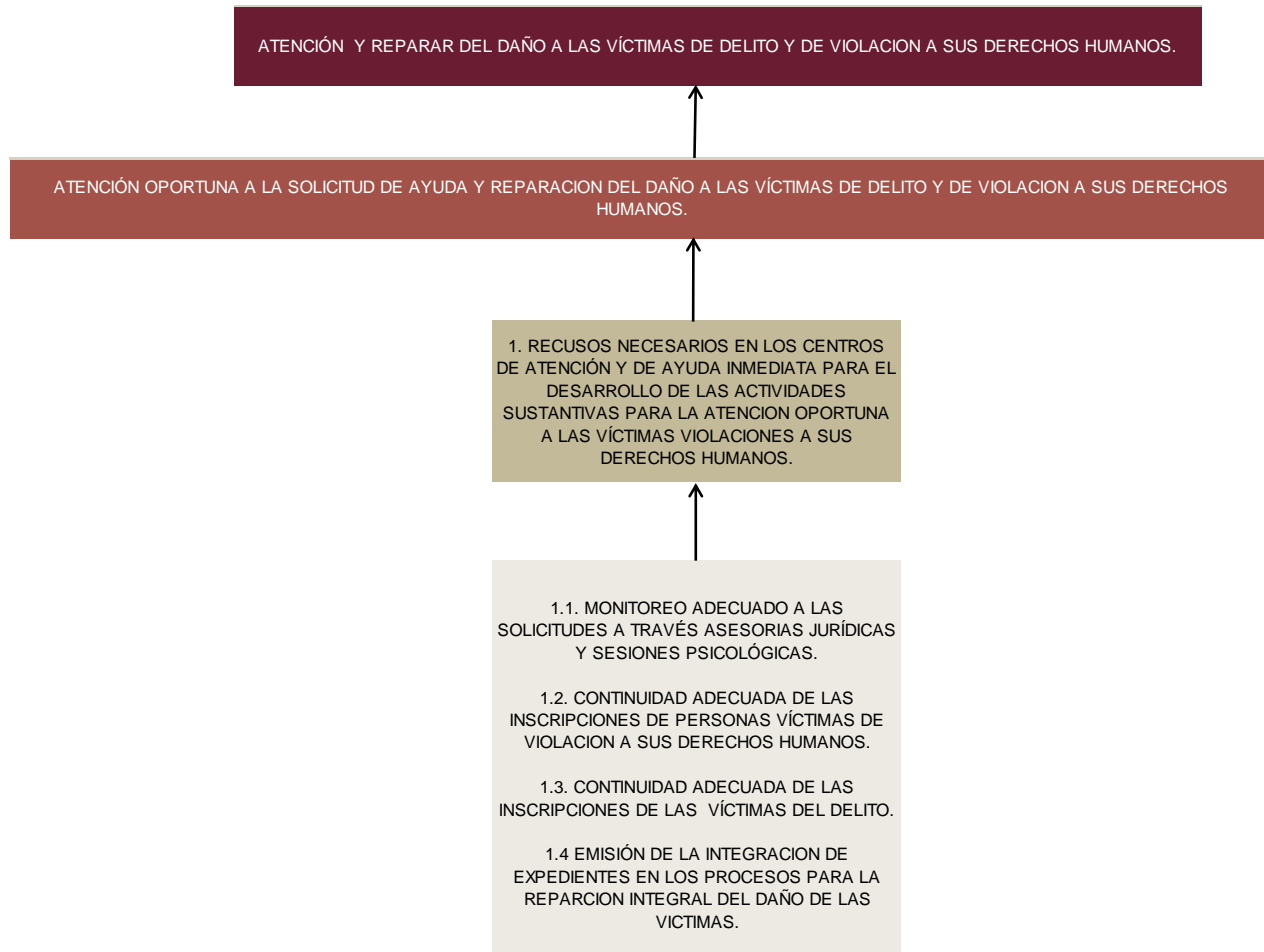 ATENCIÓN Y REPARAR DEL DAÑO A LAS VÍCTIMAS DE DELITO Y DE VIOLACION A SUS DERECHOS HUMANOS.
ATENCIÓN OPORTUNA A LA SOLICITUD DE AYUDA Y REPARACION DEL DAÑO A LAS VÍCTIMAS DE DELITO Y DE VIOLACION A SUS DERECHOS
HUMANOS.
1. RECUSOS NECESARIOS EN LOS CENTROS
DE ATENCIÓN Y DE AYUDA INMEDIATA PARA EL
DESARROLLO DE LAS ACTIVIDADES
SUSTANTIVAS PARA LA ATENCION OPORTUNA
A LAS VÍCTIMAS VIOLACIONES A SUS
DERECHOS HUMANOS.
1.1. MONITOREO ADECUADO A LAS
SOLICITUDES A TRAVÉS ASESORIAS JURÍDICAS
Y SESIONES PSICOLÓGICAS.
1.2. CONTINUIDAD ADECUADA DE LAS
INSCRIPCIONES DE PERSONAS VÍCTIMAS DE
VIOLACION A SUS DERECHOS HUMANOS.
1.3. CONTINUIDAD ADECUADA DE LAS
INSCRIPCIONES DE LAS VÍCTIMAS DEL DELITO.
1.4 EMISIÓN DE LA INTEGRACION DE
EXPEDIENTES EN LOS PROCESOS PARA LA
REPARCION INTEGRAL DEL DAÑO DE LAS
VICTIMAS.